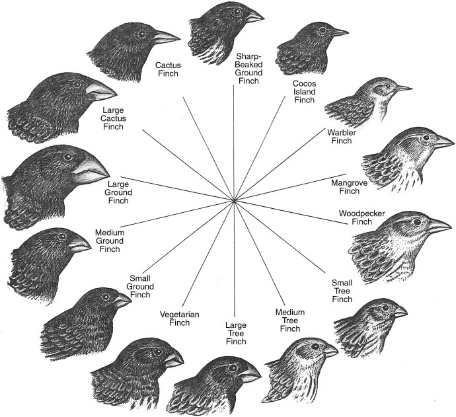 Sharp-
Beaked
Ground
Finch
Cocos
Island
Finch
Warbler
Finch
Mangrove
Finch
Woodpecker
Finch
Small
Tree
Finch
Medium
Tree
Finch
Large
Tree
Finch
Vegetarian
Finch
Small
Ground
Finch
Medium
Ground
Finch
Large
Ground
Finch
Large
Cactus
Finch
Cactus
Finch